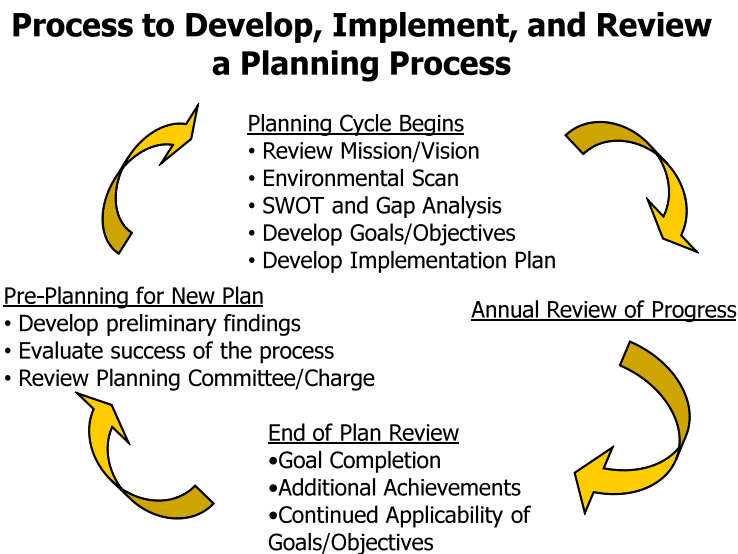 Process to Develop, Implement, and Review
a Planning Process
Planning Cycle Begins
• Review Mission/Vision
• Environmental Scan
• SWOT and Gap Analysis
• Develop Goals/Objectives
• Develop Implementation Plan
Annual Review of Progress
End of Plan Review
•Goal Completion
•Additional Achievements
•Continued Applicability of
Goals/Objectives
Pre-Planning for New Plan
• Develop preliminary findings
• Evaluate success of the process
• Review Planning Committee/Charge